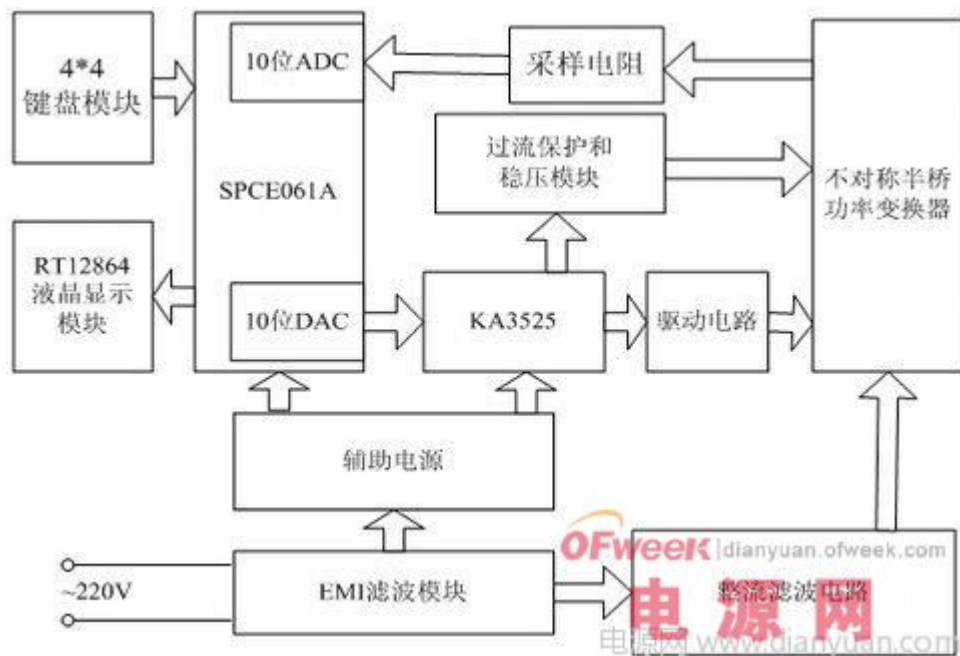 4*4
键盘模块
10位ADC
采样电阻
过流保护和
稳压模块
SPCE061A
不对称半桥
功率变换器
RT12864
液晶显示
模块
10位DAC
KA3525
驱动电路
辅助电源
OFweeK dianyuan.ofweek.com
~220V
EMI滤波模块
整流滤波电路
电源网
电源网 www.dianyuan.com